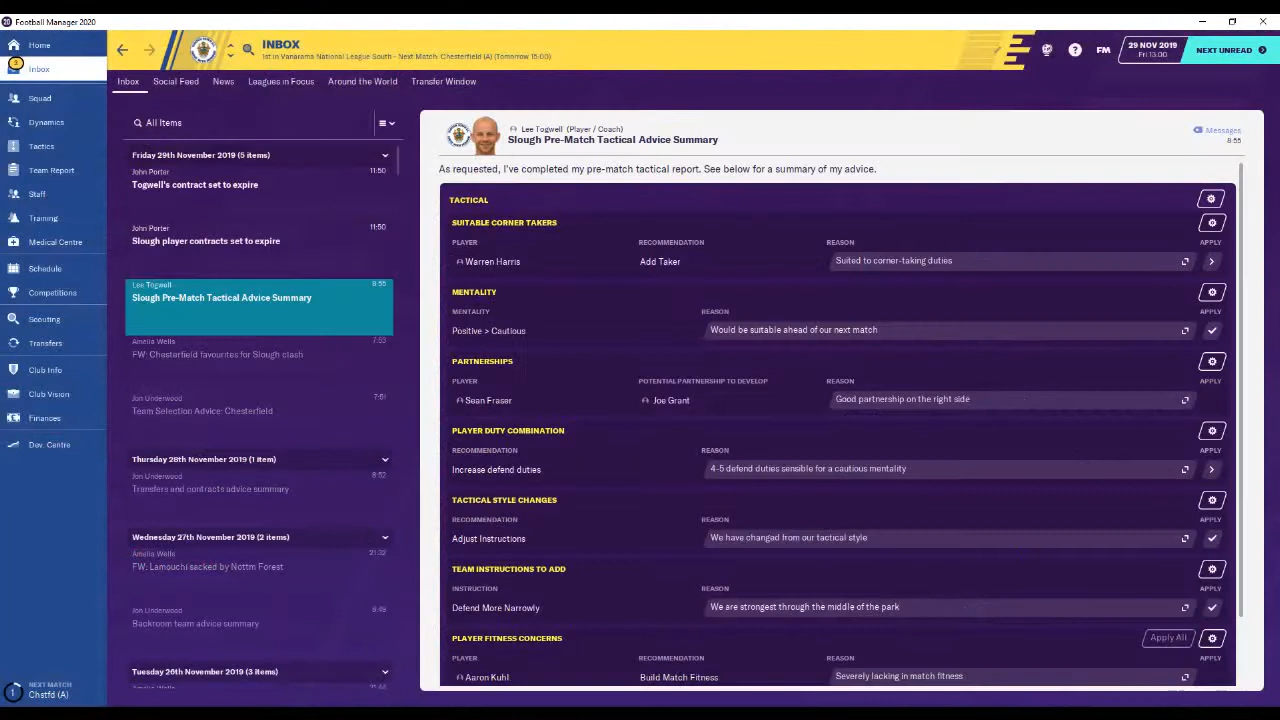 Football Manager 2020
Home
Inbox
Squad
Dynamics
Tactics
Team Report
Staff
Training
Medical Centre
Schedule
Competitions
Scouting
Transfers
Club Info
Club Vision
Finances
Dev. Centre
NEXT MATCH
Chstfd (A)
INBOX
1st in Vanarama National League South - Next Match: Chesterfield (A) (Tomorrow 15:00)
FM
29 NOV 2019
Fri 13:00
NEXT UNREAD
Inbox Social Feed News Leagues in Focus Around the World Transfer Window
All Items
Friday 29th November 2019 (5 items)
John Porter 11:50
Togwell's contract set to expire
John Porter 11:50
Slough player contracts set to expire
Lee Togwell 8:55
Slough Pre-Match Tactical Advice Summary
Amelia Wells 7:53
FW: Chesterfield favourites for Slough clash
Jon Underwood 7:51
Team Selection Advice: Chesterfield
Thursday 28th November 2019 (1 item)
Jon Underwood 8:52
Transfers and contracts advice summary
Wednesday 27th November 2019 (2 items)
Amelia Wells 21:32
FW: Lamouchi sacked by Nottm Forest
Jon Underwood 8:49
Backroom team advice summary
Tuesday 26th November 2019 (3 items)
Amelia Wells
Lee Togwell (Player / Coach)
Slough Pre-Match Tactical Advice Summary
Messages
8:55
As requested, I've completed my pre-match tactical report. See below for a summary of my advice.
TACTICAL
SUITABLE CORNER TAKERS
PLAYER RECOMMENDATION REASON APPLY
Warren Harris Add Taker Suited to corner-taking duties
MENTALITY
MENTALITY REASON APPLY
Positive > Cautious Would be suitable ahead of our next match
PARTNERSHIPS
PLAYER POTENTIAL PARTNERSHIP TO DEVELOP REASON APPLY
Sean Fraser Joe Grant Good partnership on the right side
PLAYER DUTY COMBINATION
RECOMMENDATION REASON APPLY
Increase defend duties 4-5 defend duties sensible for a cautious mentality
TACTICAL STYLE CHANGES
RECOMMENDATION REASON APPLY
Adjust Instructions We have changed from our tactical style
TEAM INSTRUCTIONS TO ADD
INSTRUCTION REASON APPLY
Defend More Narrowly We are strongest through the middle of the park
PLAYER FITNESS CONCERNS Apply All
PLAYER RECOMMENDATION REASON APPLY
Aaron Kuhl Build Match Fitness Severely lacking in match fitness